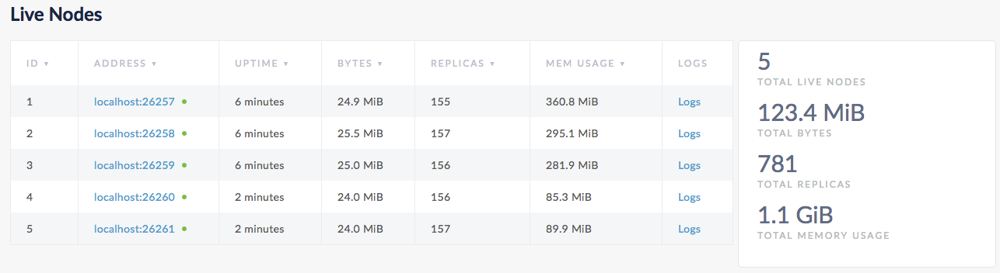 Live Nodes
ID ▼ ADDRESS ▼ UPTIME ▼ BYTES ▼ REPLICAS ▼ MEM USAGE ▼ LOGS
1 localhost:26257 6 minutes 24.9 MiB 155 360.8 MiB Logs
2 localhost:26258 6 minutes 25.5 MiB 157 295.1 MiB Logs
3 localhost:26259 6 minutes 25.0 MiB 156 281.9 MiB Logs
4 localhost:26260 2 minutes 24.0 MiB 156 85.3 MiB Logs
5 localhost:26261 2 minutes 24.0 MiB 157 89.9 MiB Logs
5
TOTAL LIVE NODES
123.4 MiB
TOTAL BYTES
781
TOTAL REPLICAS
1.1 GiB
TOTAL MEMORY USAGE